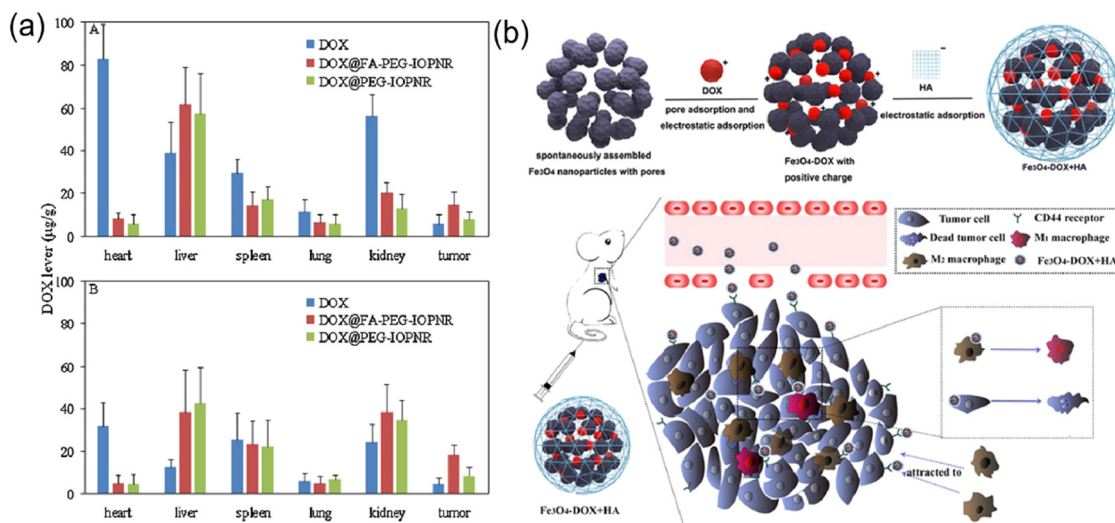 (a)
DOX lever (μg/g)
A
100
80
60
40
20
0
DOX
DOX@FA-PEG-IOPNR
DOX@PEG-IOPNR
heart liver spleen lung kidney tumor
B
100
80
60
40
20
0
DOX
DOX@FA-PEG-IOPNR
DOX@PEG-IOPNR
heart liver spleen lung kidney tumor
(b)
spontaneously assembled
Fe3O4 nanoparticles with pores
+
DOX
pore adsorption and
electrostatic adsorption
Fe3O4-DOX with
positive charge
−
HA
electrostatic adsorption
Fe3O4-DOX+HA
Tumor cell
CD44 receptor
Dead tumor cell
M1 macrophage
M2 macrophage
Fe3O4-DOX+HA
attracted to
Fe3O4-DOX+HA